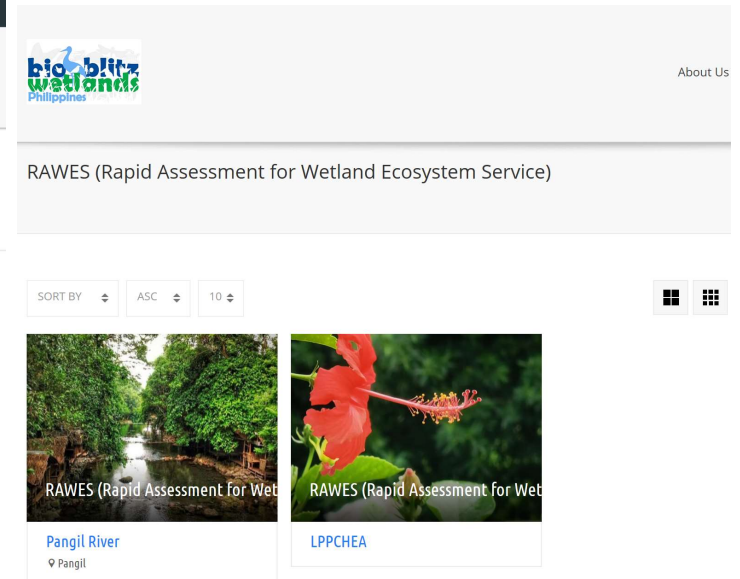 bio blitz
wetlands
Philippines
About Us
RAWES (Rapid Assessment for Wetland Ecosystem Service)
SORT BY
ASC
10
RAWES (Rapid Assessment for Wet
RAWES (Rapid Assessment for Wet
Pangil River
Pangil
LPPCHEA